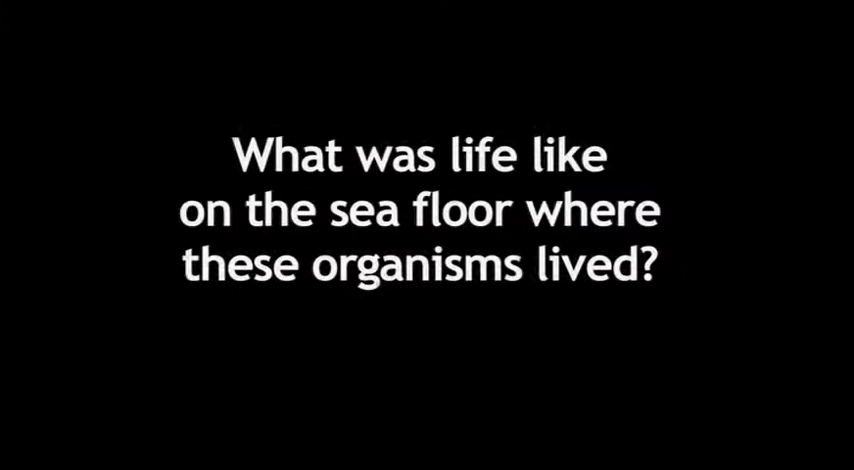 What was life like
on the sea floor where
these organisms lived?